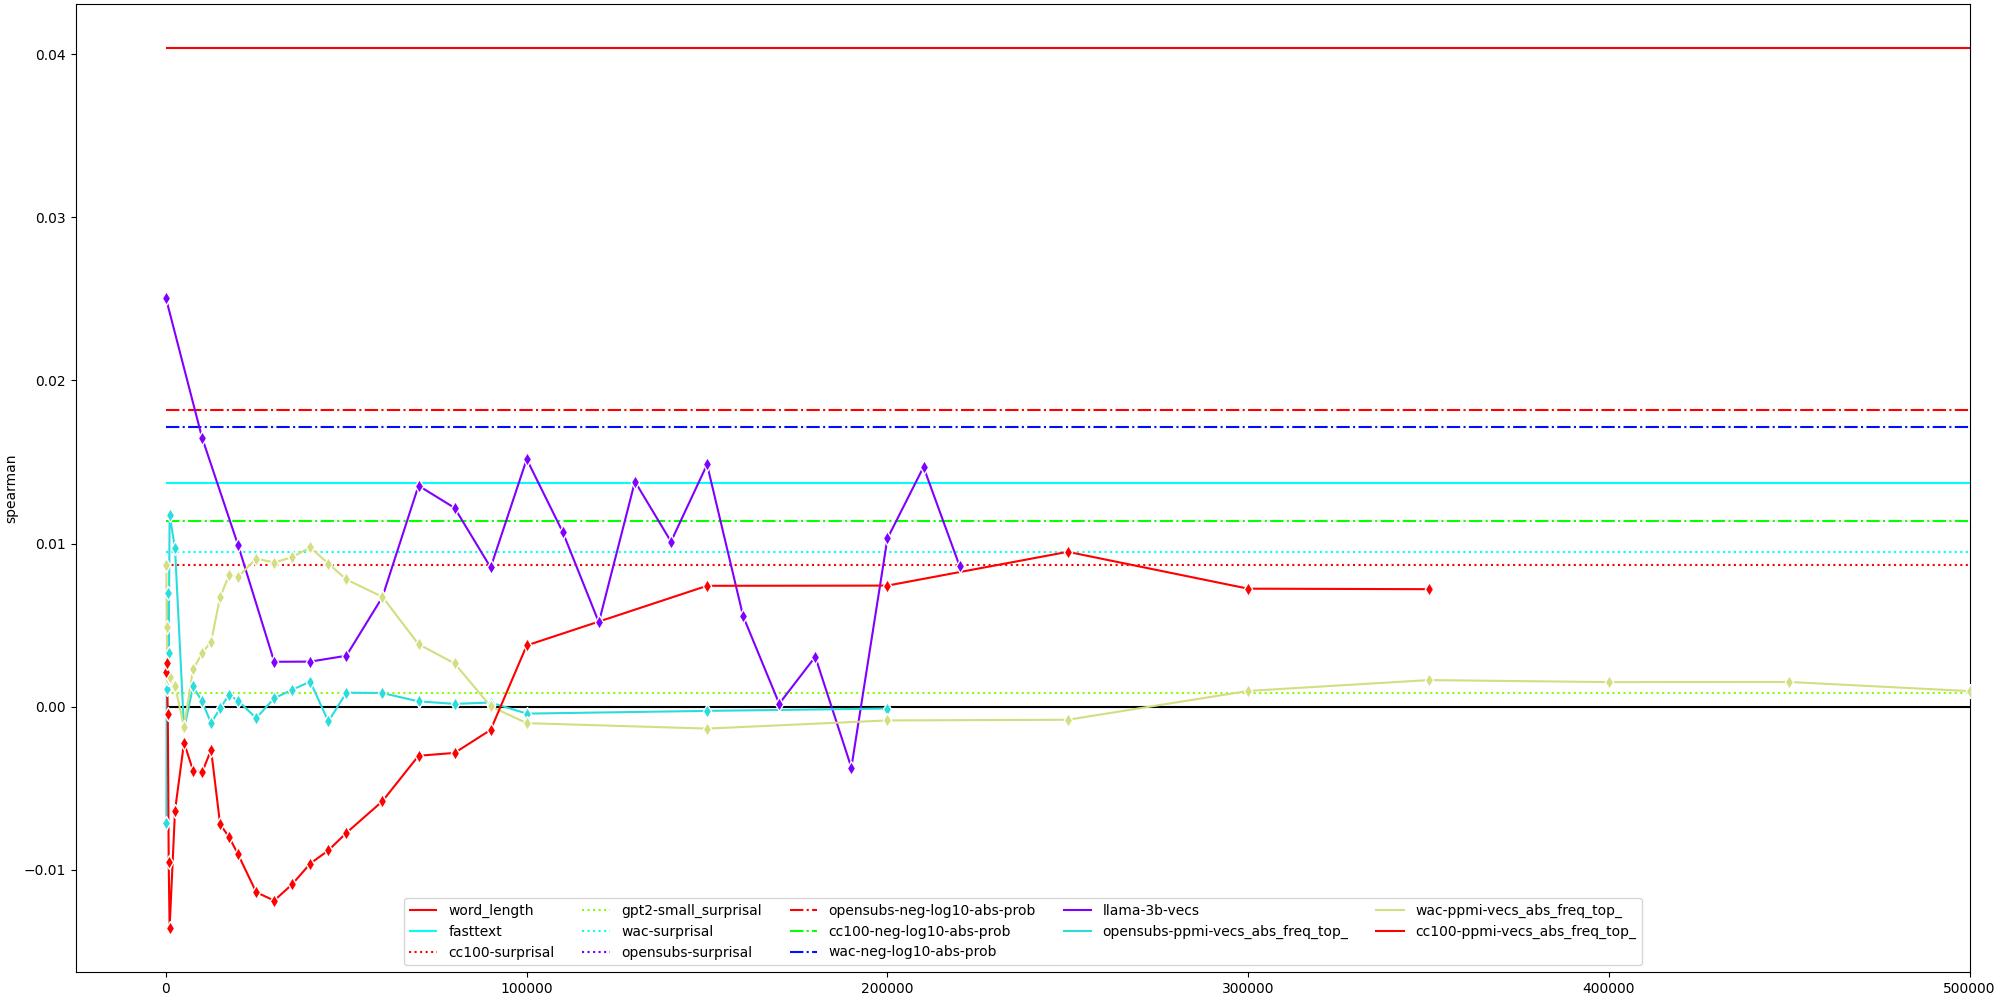 0.04
0.03
0.02
0.01
0.00
−0.01
spearman
0
100000
200000
300000
400000
500000
word_length
fasttext
cc100-surprisal
gpt2-small_surprisal
wac-surprisal
opensubs-surprisal
opensubs-neg-log10-abs-prob
cc100-neg-log10-abs-prob
wac-neg-log10-abs-prob
llama-3b-vecs
opensubs-ppmi-vecs_abs_freq_top_
wac-ppmi-vecs_abs_freq_top_
cc100-ppmi-vecs_abs_freq_top_